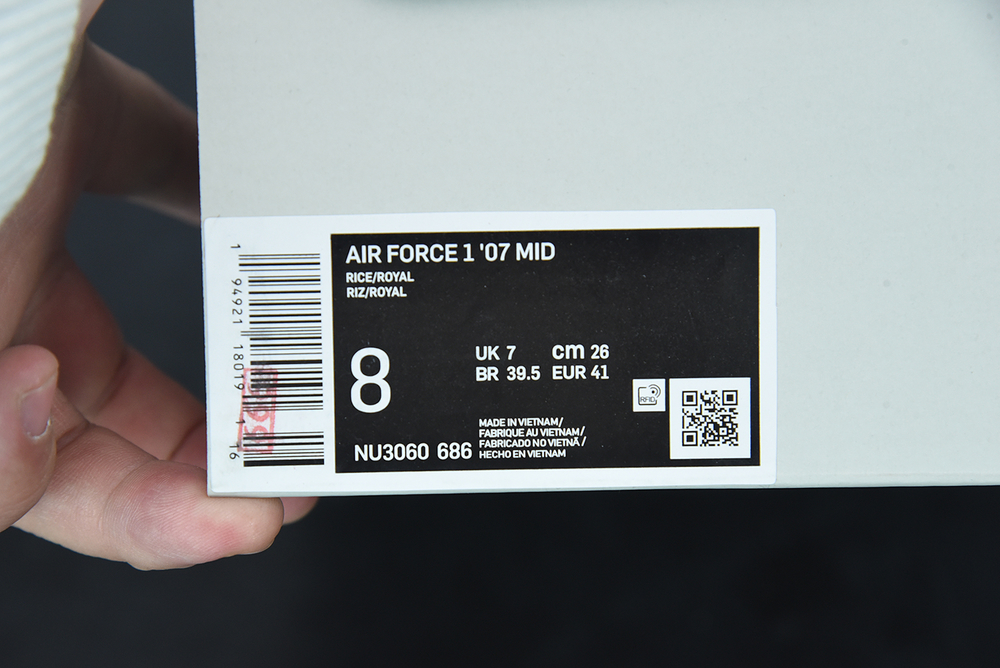 AIR FORCE 1 '07 MID
RICE/ROYAL
RIZ/ROYAL
8
UK 7 cm 26
BR 39.5 EUR 41
RFID
NU3060 686
MADE IN VIETNAM/
FABRIQUE AU VIETNAM/
FABRICADO NO VIETNÃ/
HECHO EN VIETNAM
1 94921 18019 6